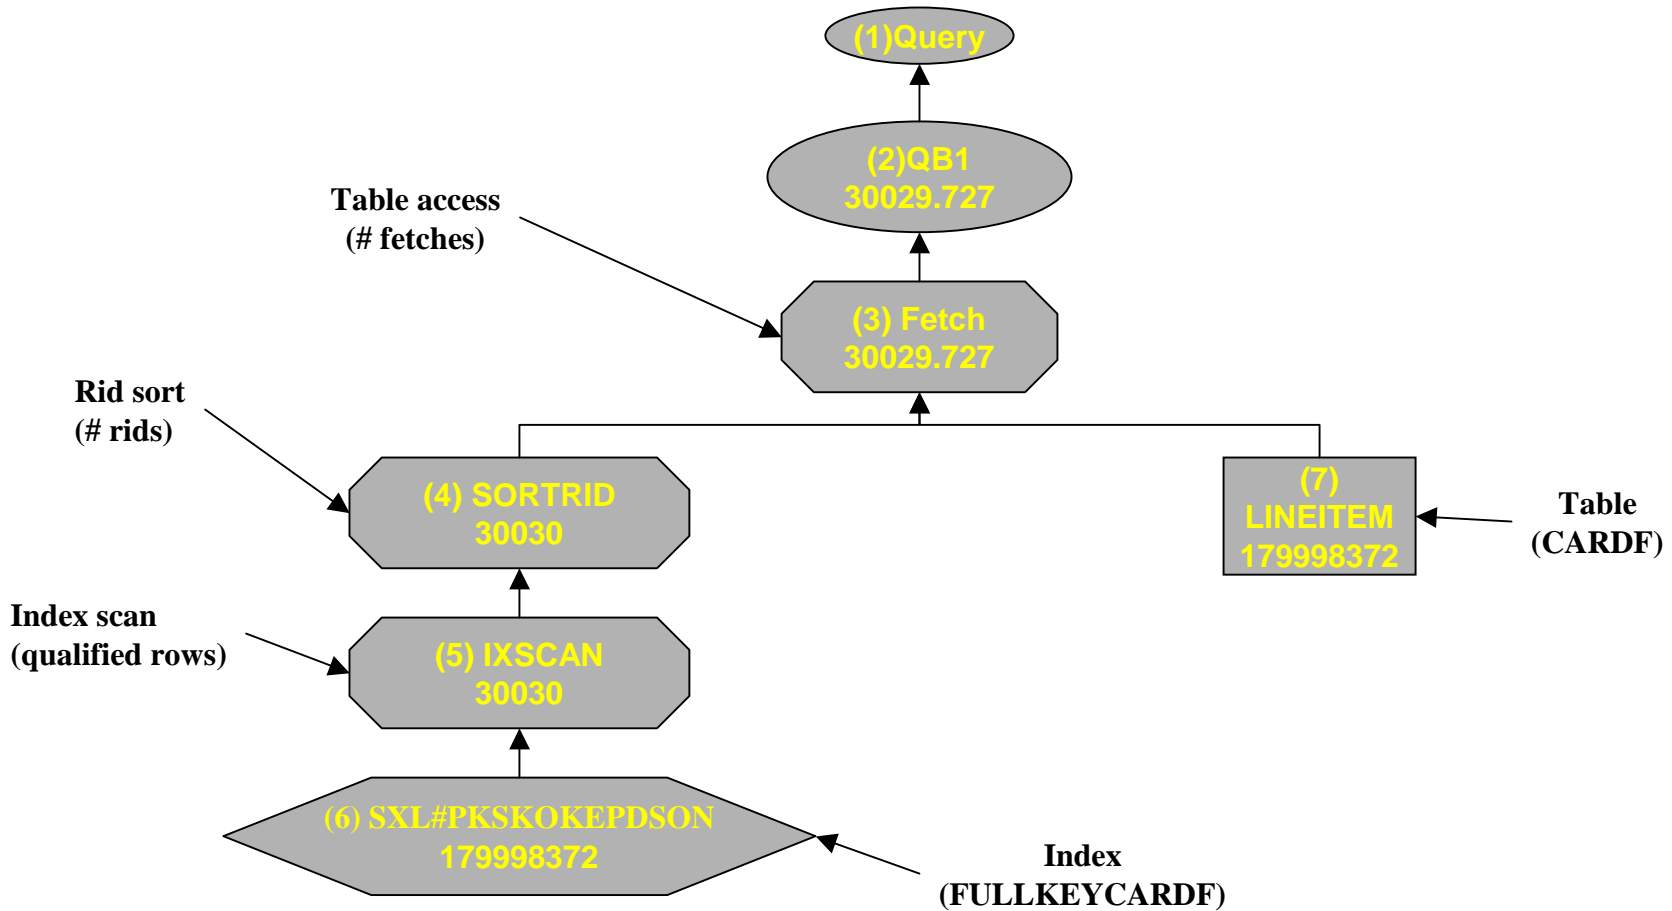 (1)Query
(2)QB1
30029.727
Table access
(# fetches)
(3) Fetch
30029.727
Rid sort
(# rids)
(4) SORTRID
30030
(7)
LINEITEM
179998372
Table
(CARDF)
Index scan
(qualified rows)
(5) IXSCAN
30030
(6) SXL#PKSKOKEPDSON
179998372
Index
(FULLKEYCARDF)